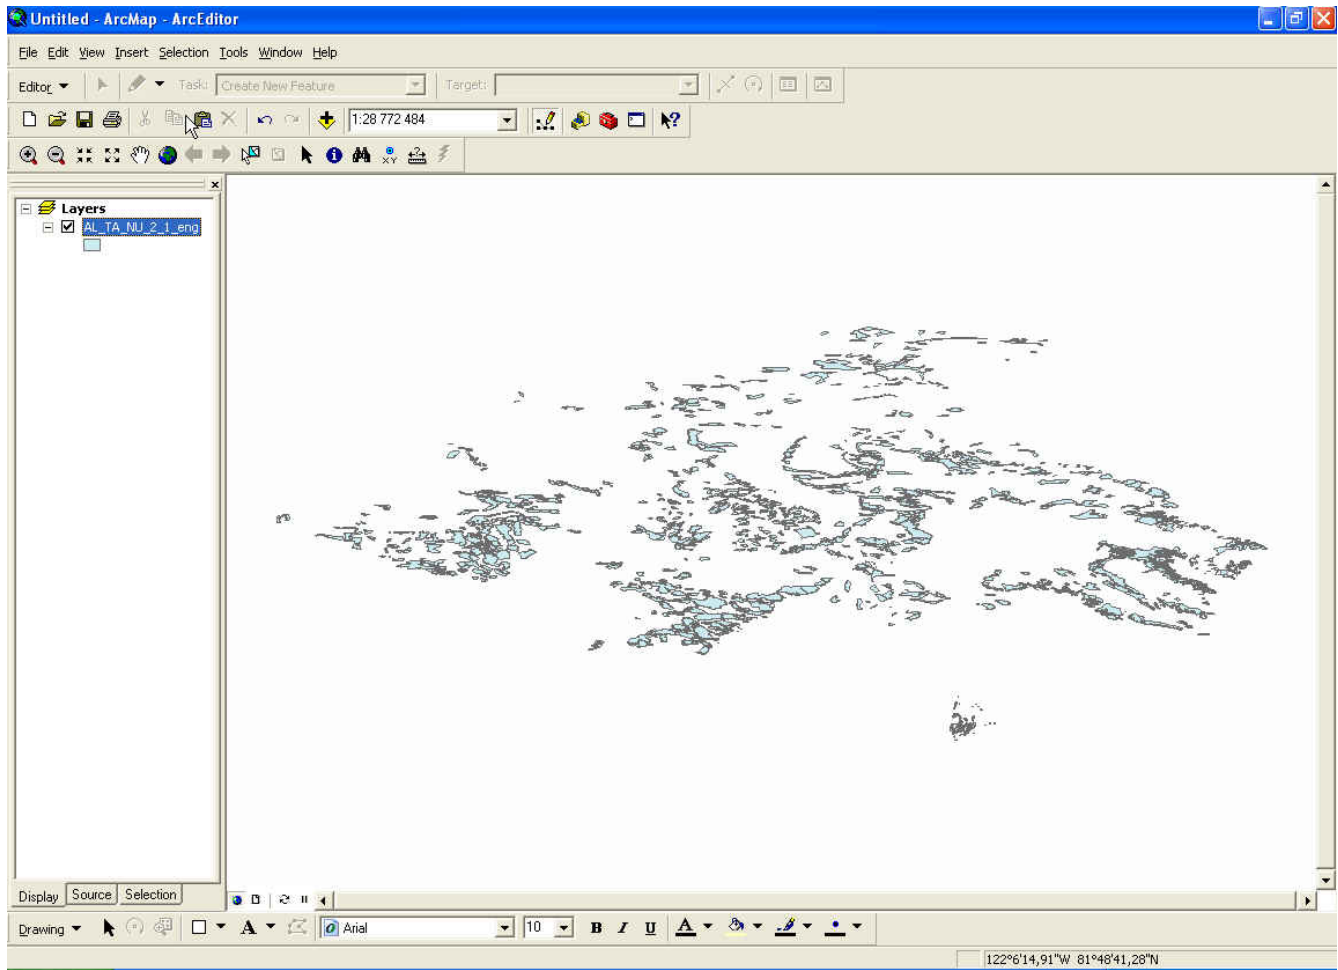 Untitled - ArcMap - ArcEditor
File Edit View Insert Selection Tools Window Help
Editor Task: Create New Feature Target:
1:28 772 484
Layers
AL_TA_NU_2_1_eng
Display Source Selection
Drawing A Arial 10 B I U A
122°6'14,91"W 81°48'41,28"N